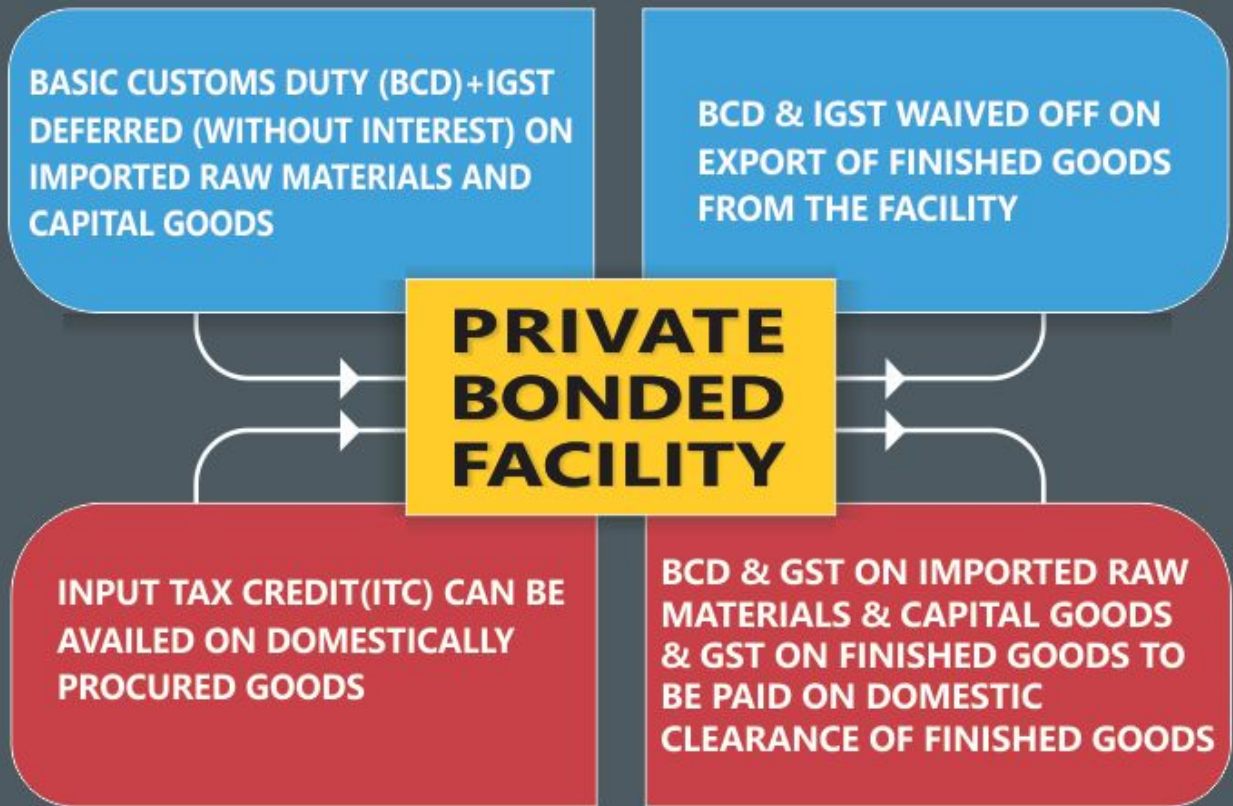 BASIC CUSTOMS DUTY (BCD)+IGST
DEFERRED (WITHOUT INTEREST) ON
IMPORTED RAW MATERIALS AND
CAPITAL GOODS
BCD & IGST WAIVED OFF ON
EXPORT OF FINISHED GOODS
FROM THE FACILITY
PRIVATE
BONDED
FACILITY
INPUT TAX CREDIT(ITC) CAN BE
AVAILED ON DOMESTICALLY
PROCURED GOODS
BCD & GST ON IMPORTED RAW
MATERIALS & CAPITAL GOODS
& GST ON FINISHED GOODS TO
BE PAID ON DOMESTIC
CLEARANCE OF FINISHED GOODS